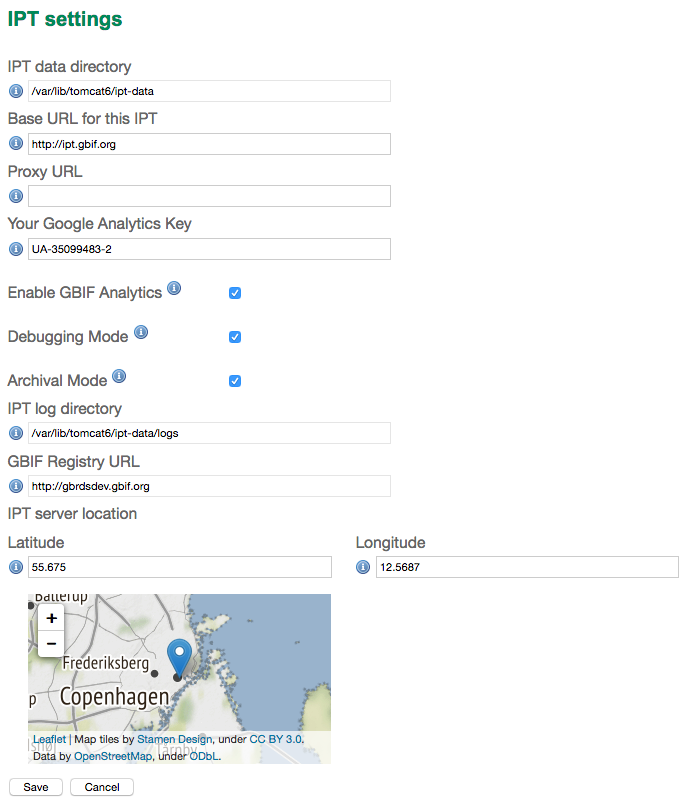 IPT settings
IPT data directory
/var/lib/tomcat6/ipt-data
Base URL for this IPT
http://ipt.gbif.org
Proxy URL
Your Google Analytics Key
UA-35099483-2
Enable GBIF Analytics
Debugging Mode
Archival Mode
IPT log directory
/var/lib/tomcat6/ipt-data/logs
GBIF Registry URL
http://gbrdsdev.gbif.org
IPT server location
Latitude
Longitude
55.675
12.5687
Ballerup
+
−
Frederiksberg
Copenhagen
Leaflet | Map tiles by Stamen Design, under CC BY 3.0.
Tårnby
Data by OpenStreetMap, under ODbL.
Save
Cancel